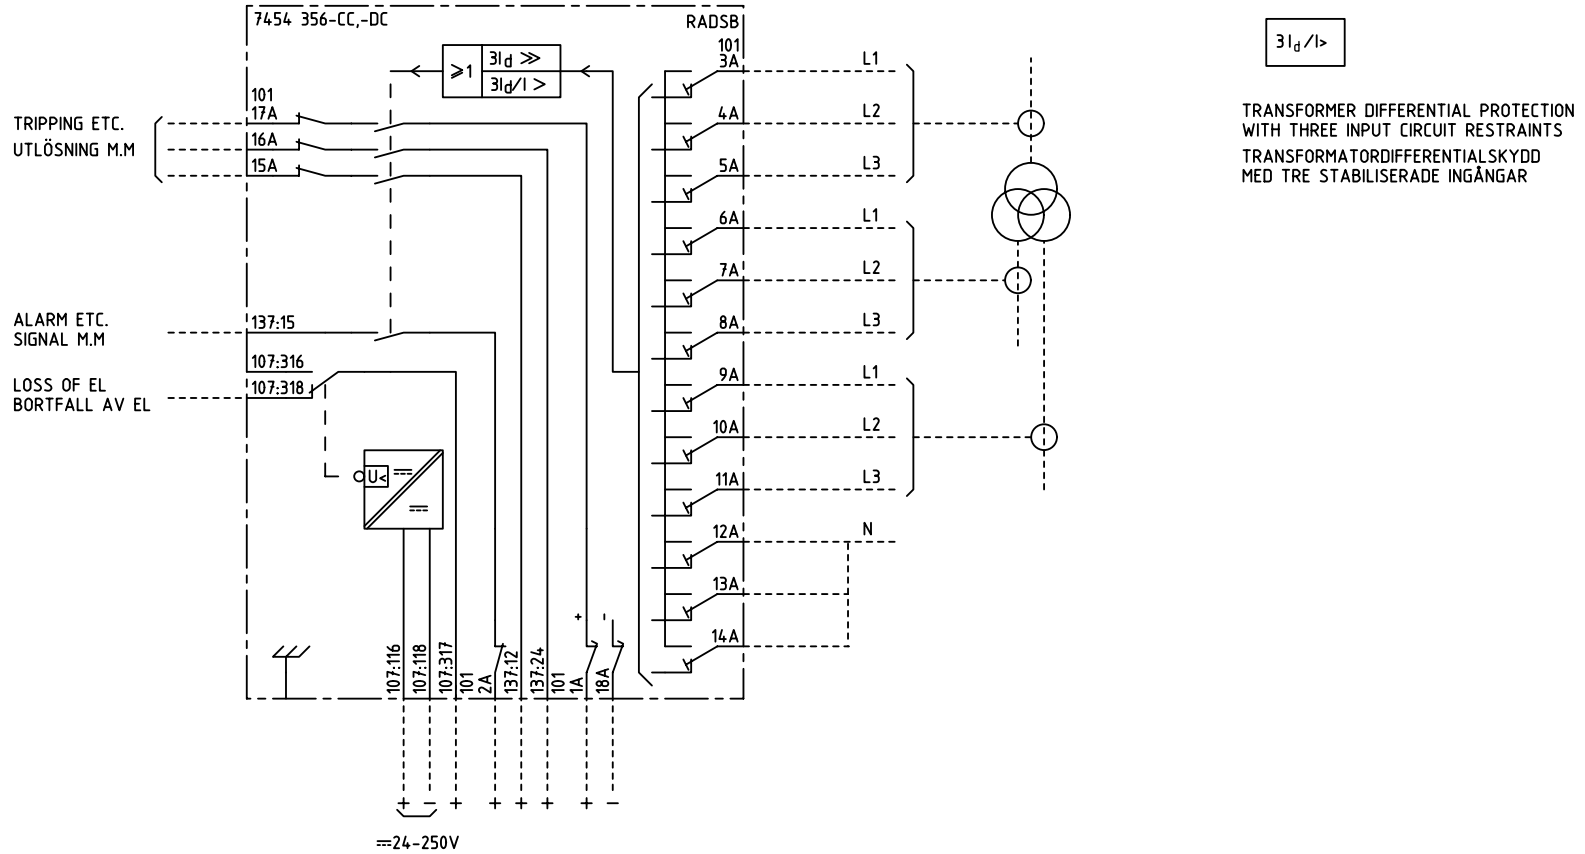 7454 356-CC,-DC
RADSB
≥1
3Id >>
3Id/I >
101
17A
16A
15A
TRIPPING ETC.
UTLÖSNING M.M
ALARM ETC.
SIGNAL M.M
137:15
107:316
107:318
LOSS OF EL
BORTFALL AV EL
U<
101
3A
L1
4A
L2
5A
L3
6A
L1
7A
L2
8A
L3
9A
L1
10A
L2
11A
L3
12A
N
13A
14A
+
-
107:116
107:118
107:317
101
2A
137:12
137:24
101
1A
18A
+ - + + + + + -
⎓24-250V
3Id/I>
TRANSFORMER DIFFERENTIAL PROTECTION
WITH THREE INPUT CIRCUIT RESTRAINTS
TRANSFORMATORDIFFERENTIALSKYDD
MED TRE STABILISERADE INGÅNGAR